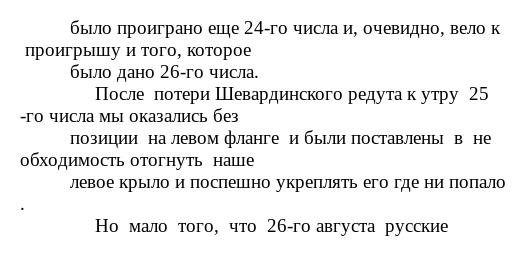 было проиграно еще 24-го числа и, очевидно, вело к
проигрышу и того, которое
было дано 26-го числа.
После  потери Шевардинского редута к утру  25
-го числа мы оказались без
позиции  на левом фланге  и были поставлены  в  не
обходимость отогнуть  наше
левое крыло и поспешно укреплять его где ни попало
.
Но  мало  того,  что  26-го августа  русские